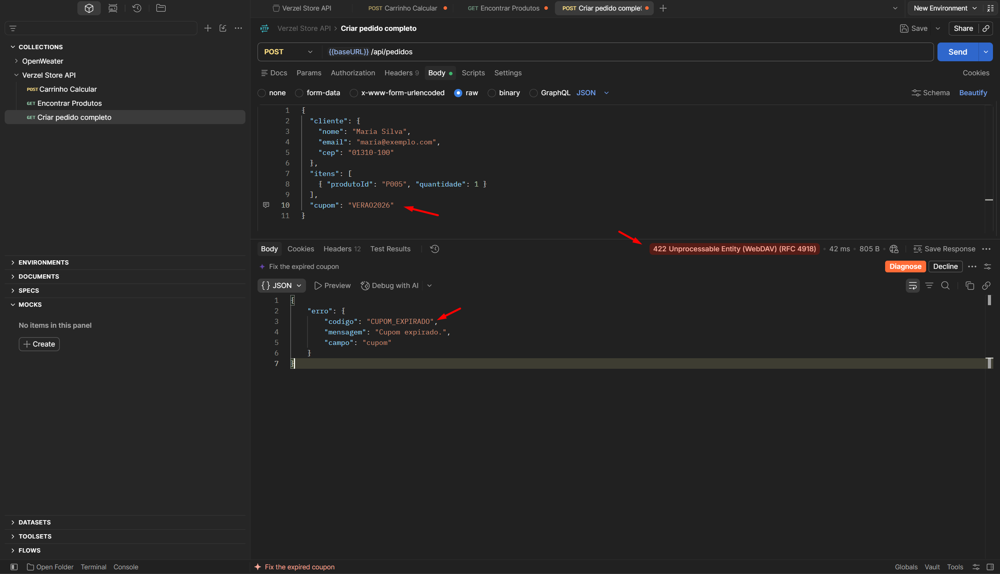 Verzel Store API
POST Carrinho Calcular
GET Encontrar Produtos
POST Criar pedido complet
New Environment
COLLECTIONS
OpenWeater
Verzel Store API
POST Carrinho Calcular
GET Encontrar Produtos
GET Criar pedido completo
ENVIRONMENTS
DOCUMENTS
SPECS
MOCKS
No items in this panel
Create
DATASETS
TOOLSETS
FLOWS
HTTP Verzel Store API > Criar pedido completo
Save
Share
POST
{{baseURL}} /api/pedidos
Send
Docs Params Authorization Headers 9 Body Scripts Settings
Cookies
none form-data x-www-form-urlencoded raw binary GraphQL JSON
Schema Beautify
1 {
2 "cliente": {
3 "nome": "Maria Silva",
4 "email": "maria@exemplo.com",
5 "cep": "01310-100"
6 },
7 "itens": [
8 { "produtoId": "P005", "quantidade": 1 }
9 ],
10 "cupom": "VERAO2026"
11 }
Body Cookies Headers 12 Test Results
422 Unprocessable Entity (WebDAV) (RFC 4918) • 42 ms • 805 B •
e.g. Save Response
Fix the expired coupon
Diagnose Decline
{} JSON Preview Debug with AI
1 {
2 "erro": {
3 "codigo": "CUPOM_EXPIRADO",
4 "mensagem": "Cupom expirado.",
5 "campo": "cupom"
6 }
7 }
Open Folder Terminal Console
Fix the expired coupon
Globals Vault Tools